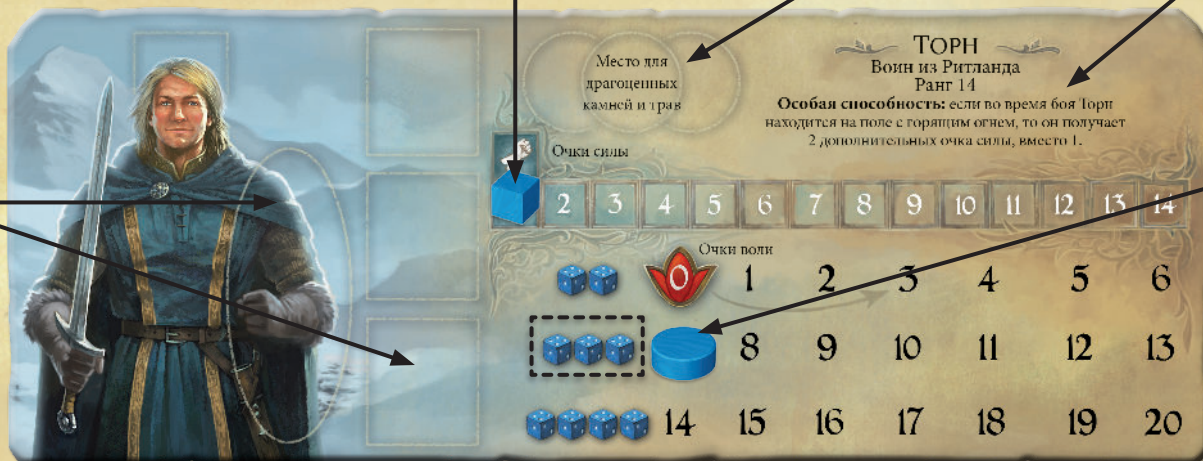 Место для
драгоценных
камней и трав
Торн
Воин из Ритланда
Ранг 14
Особая способность: если во время боя Торн
находится на поле с горящим огнем, то он получает
2 дополнительных очка силы, вместо 1.
Очки силы
2 3 4 5 6 7 8 9 10 11 12 13 14
Очки воли
0 1 2 3 4 5 6
8 9 10 11 12 13
14 15 16 17 18 19 20